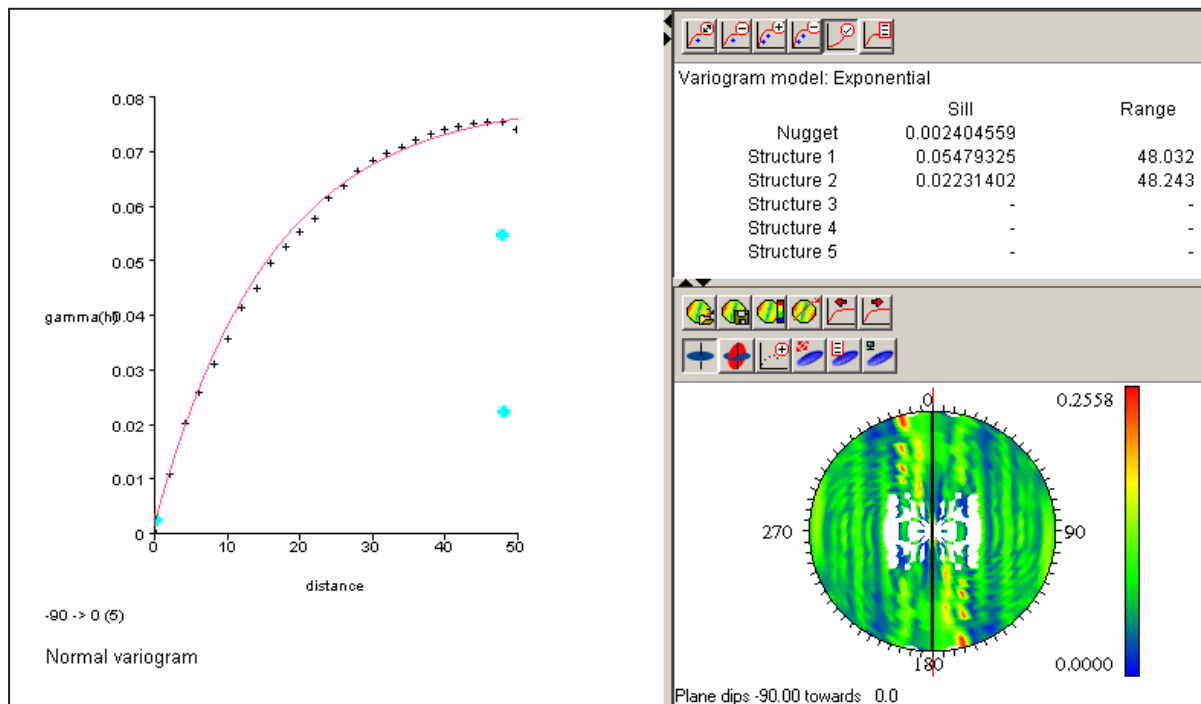 0.08
0.07
0.06
0.05
gamma(h)
0.04
0.03
0.02
0.01
0
0 10 20 30 40 50
distance
-90 -> 0 (5)
Normal variogram
Variogram model: Exponential
Sill Range
Nugget 0.002404559
Structure 1 0.05479325 48.032
Structure 2 0.02231402 48.243
Structure 3 - -
Structure 4 - -
Structure 5 - -
0
0.2558
270
90
180
0.0000
Plane dips -90.00 towards 0.0